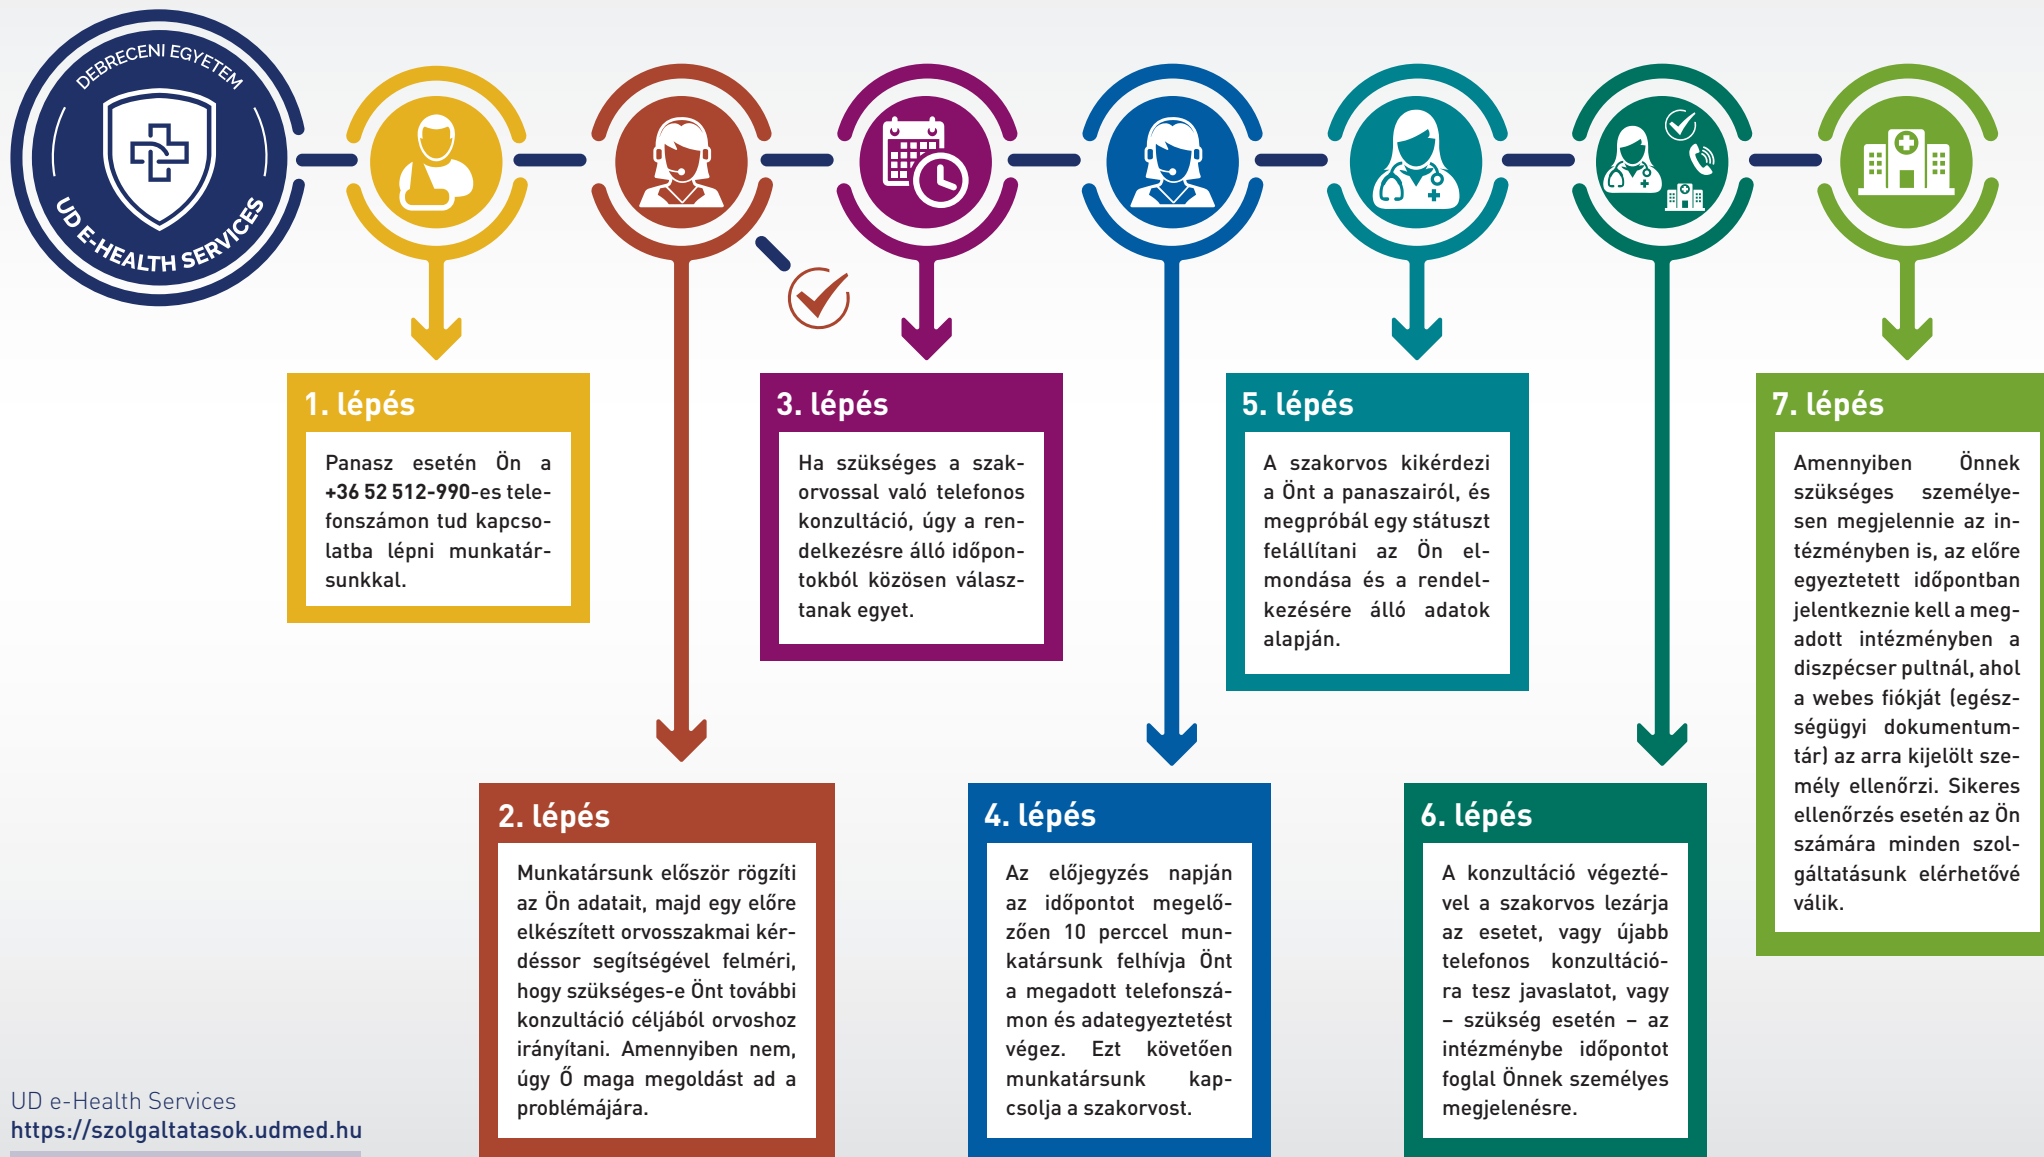 DEBRECENI EGYETEM
UD E-HEALTH SERVICES
1. lépés
Panasz esetén Ön a
+36 52 512-990-es tele-
fonszámon tud kapcso-
latba lépni munkatár-
sunkkal.
2. lépés
Munkatársunk először rögzíti
az Ön adatait, majd egy előre
elkészített orvosszakmai kér-
déssor segítségével felméri,
hogy szükséges-e Önt további
konzultáció céljából orvoshoz
irányítani. Amennyiben nem,
úgy Ő maga megoldást ad a
problémájára.
3. lépés
Ha szükséges a szak-
orvossal való telefonos
konzultáció, úgy a ren-
delkezésre álló időpon-
tokból közösenválasz-
tanak egyet.
4. lépés
Az előjegyzés napján
az időpontot megelő-
zően 10 perccel mun-
katársunk felhívja Önt
a megadott telefonszá-
mon és adategyeztetést
végez. Ezt követően
munkatársunk kap-
csolja a szakorvost.
5. lépés
A szakorvos kikérdezi
a Önt a panaszairól, és
megpróbál egy státuszt
felállítani az Ön el-
mondása és a rendel-
kezésére álló adatok
alapján.
6. lépés
A konzultáció végezté-
vel a szakorvos lezárja
az esetet, vagy újabb
telefonos konzultáció-
ra tesz javaslatot, vagy
– szükség esetén – az
intézménybe időpontot
foglal Önnek személyes
megjelenésre.
7. lépés
Amennyiben Önnek
szükséges személye-
sen megjelennie az in-
tézményben is, az előre
egyeztetett időpontban
jelentkeznie kell a meg-
adott intézményben a
diszpécser pultnál, ahol
a webes fiókját (egész-
ségügyi dokumentum-
tár) az arra kijelölt sze-
mély ellenőrzi. Sikeres
ellenőrzés esetén az Ön
számára minden szol-
gáltatásunk elérhetővé
válik.
UD e-Health Services
https://szolgaltatasok.udmed.hu